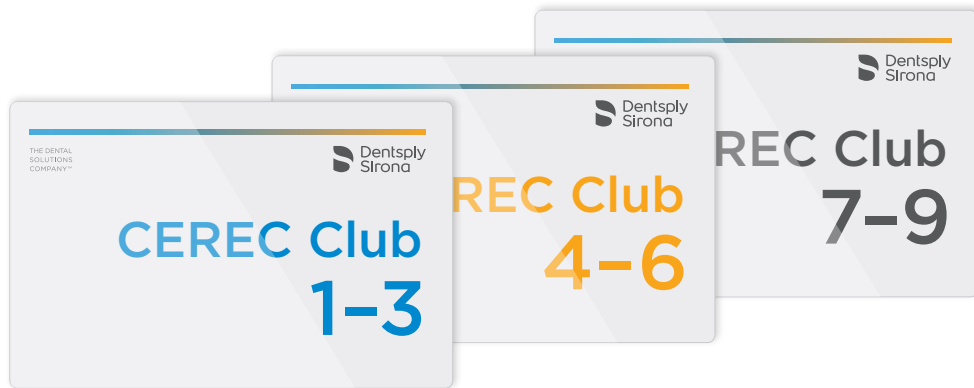 THE DENTAL
SOLUTIONS
COMPANY™
Dentsply
Sirona
CEREC Club
1–3
Dentsply
Sirona
REC Club
4–6
Dentsply
Sirona
REC Club
7–9